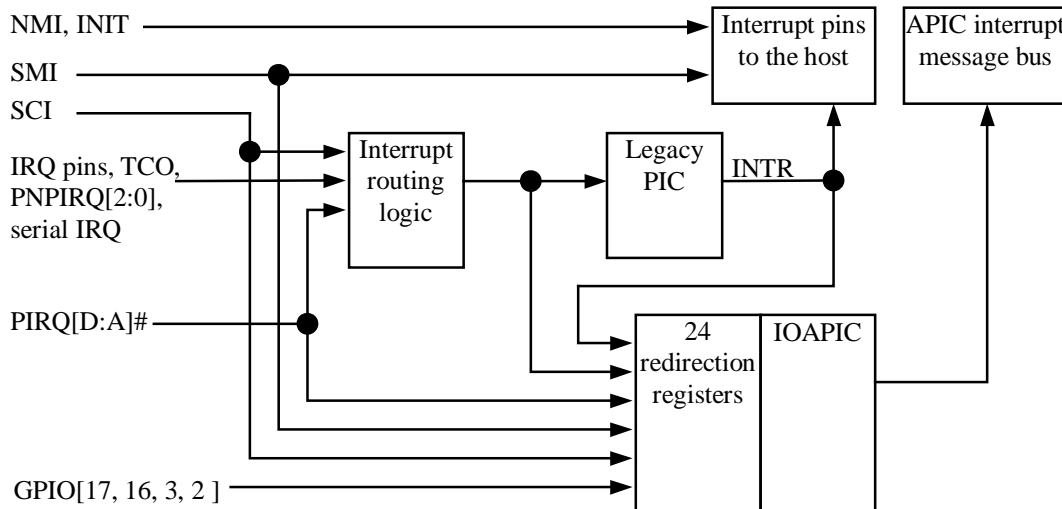 NMI, INIT
SMI
SCI
IRQ pins, TCO,
PNPIRQ[2:0],
serial IRQ
PIRQ[D:A]#
GPIO[17, 16, 3, 2 ]
Interrupt
routing
logic
Legacy
PIC
INTR
Interrupt pins
to the host
APIC interrupt
message bus
24
redirection
registers
IOAPIC